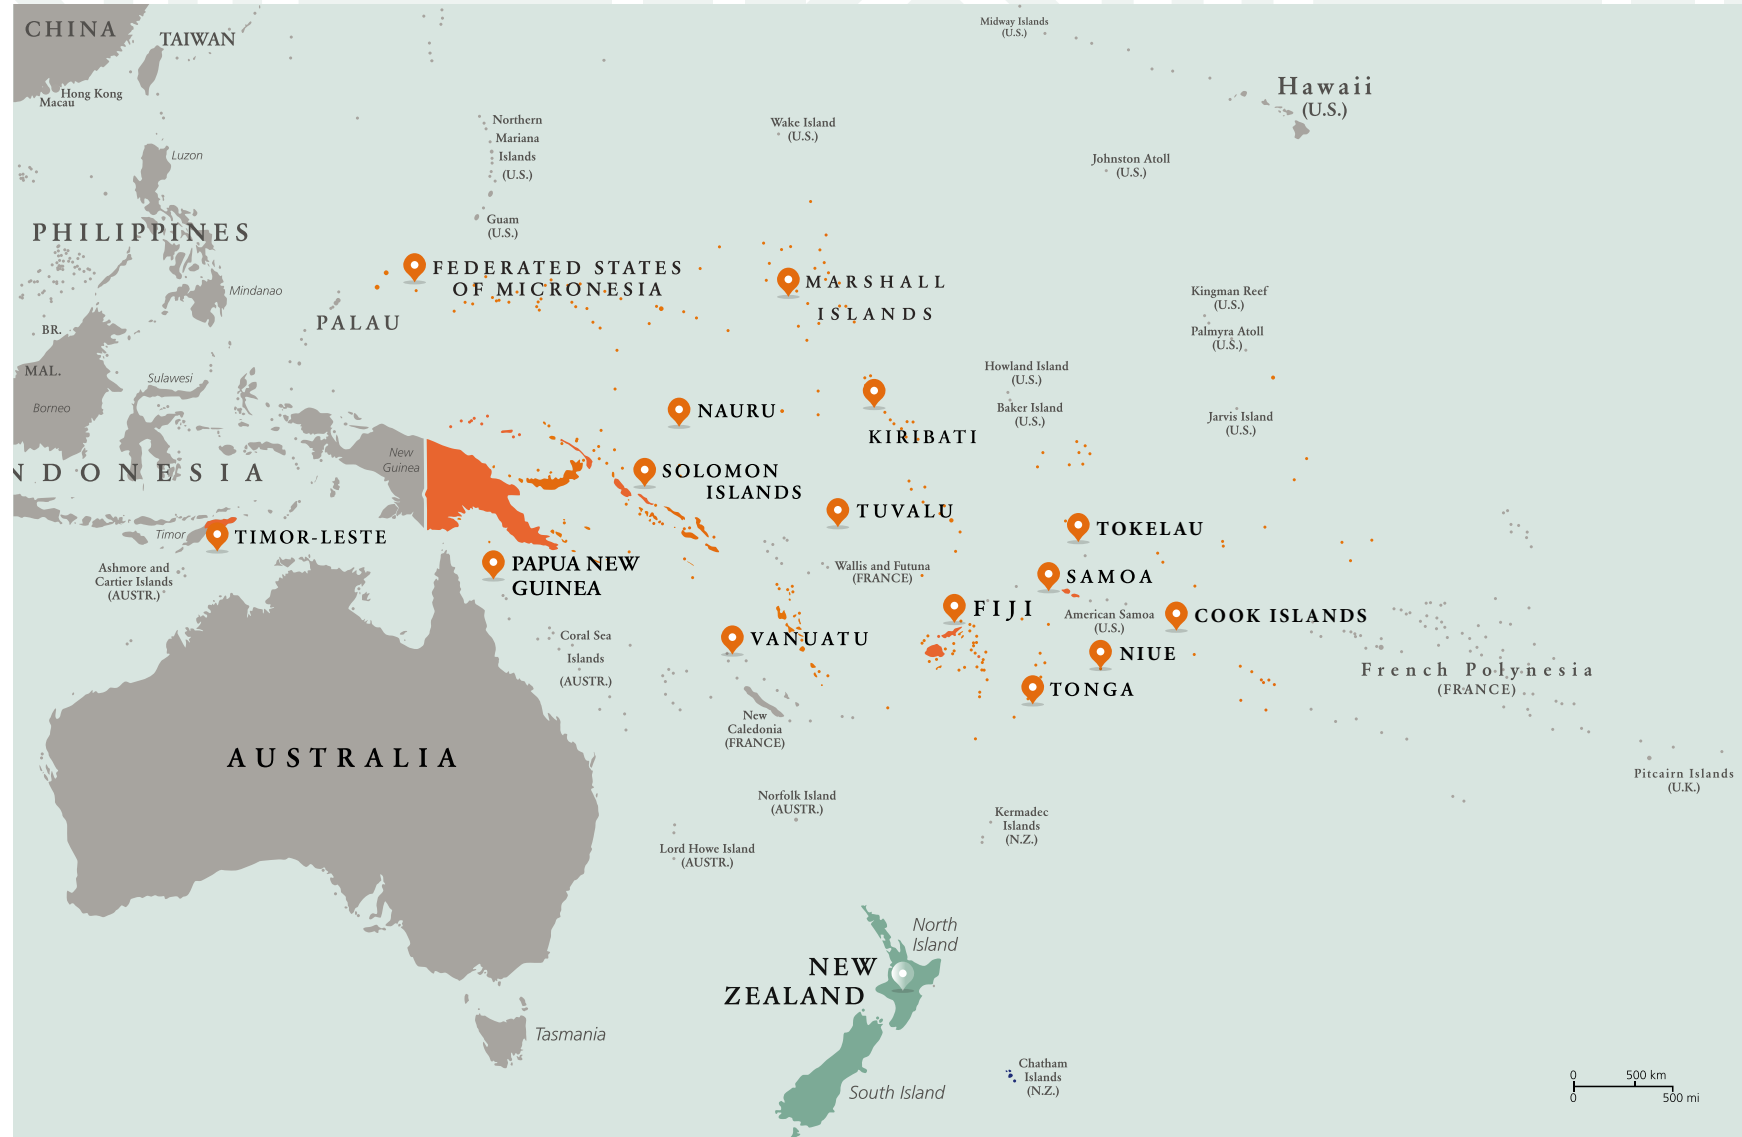 CHINA
TAIWAN
Hong Kong
Macau
Luzon
PHILIPPINES
Mindanao
PALAU
BR.
MAL.
Borneo
Sulawesi
NDONESIA
Timor
TIMOR-LESTE
Ashmore and
Cartier Islands
(AUSTR.)
Northern
Mariana
Islands
(U.S.)
Guam
(U.S.)
FEDERATED STATES
OF MICRONESIA
Wake Island
(U.S.)
MARSHALL
ISLANDS
Midway Islands
(U.S.)
Hawaii
(U.S.)
Johnston Atoll
(U.S.)
Kingman Reef
(U.S.)
Palmyra Atoll
(U.S.)
Howland Island
(U.S.)
Baker Island
(U.S.)
Jarvis Island
(U.S.)
NAURU
KIRIBATI
New
Guinea
SOLOMON
ISLANDS
PAPUA NEW
GUINEA
TUVALU
TOKELAU
Wallis and Futuna
(FRANCE)
SAMOA
American Samoa
(U.S.)
FIJI
COOK ISLANDS
VANUATU
NIUE
TONGA
French Polynesia
(FRANCE)
Pitcairn Islands
(U.K.)
Coral Sea
Islands
(AUSTR.)
New
Caledonia
(FRANCE)
AUSTRALIA
Norfolk Island
(AUSTR.)
Lord Howe Island
(AUSTR.)
Kermadec
Islands
(N.Z.)
North
Island
NEW
ZEALAND
Tasmania
South Island
Chatham
Islands
(N.Z.)
0 500 km
0 500 mi